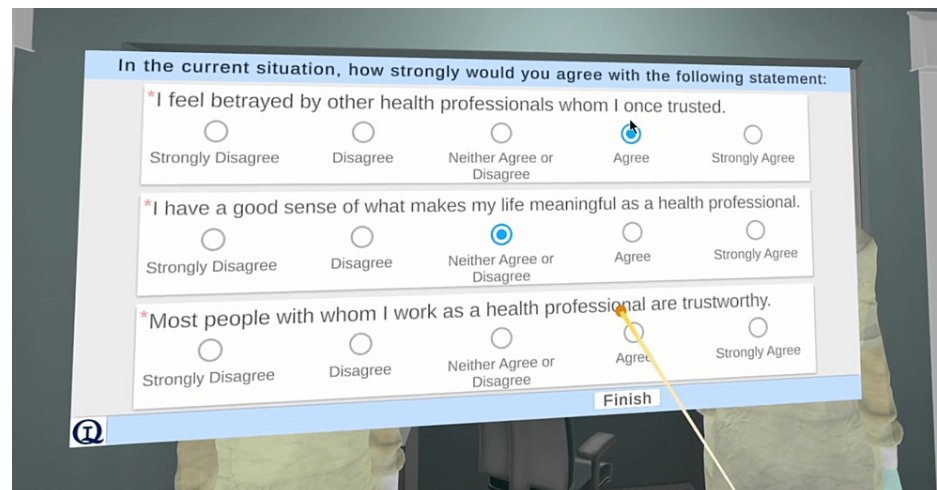 In the current situation, how strongly would you agree with the following statement:
*I feel betrayed by other health professionals whom I once trusted.
Strongly Disagree Disagree Neither Agree or Agree Strongly Agree
Disagree
*I have a good sense of what makes my life meaningful as a health professional.
Strongly Disagree Disagree Neither Agree or Agree Strongly Agree
Disagree
*Most people with whom I work as a health professional are trustworthy.
Strongly Disagree Disagree Neither Agree or Agree Strongly Agree
Disagree
Finish